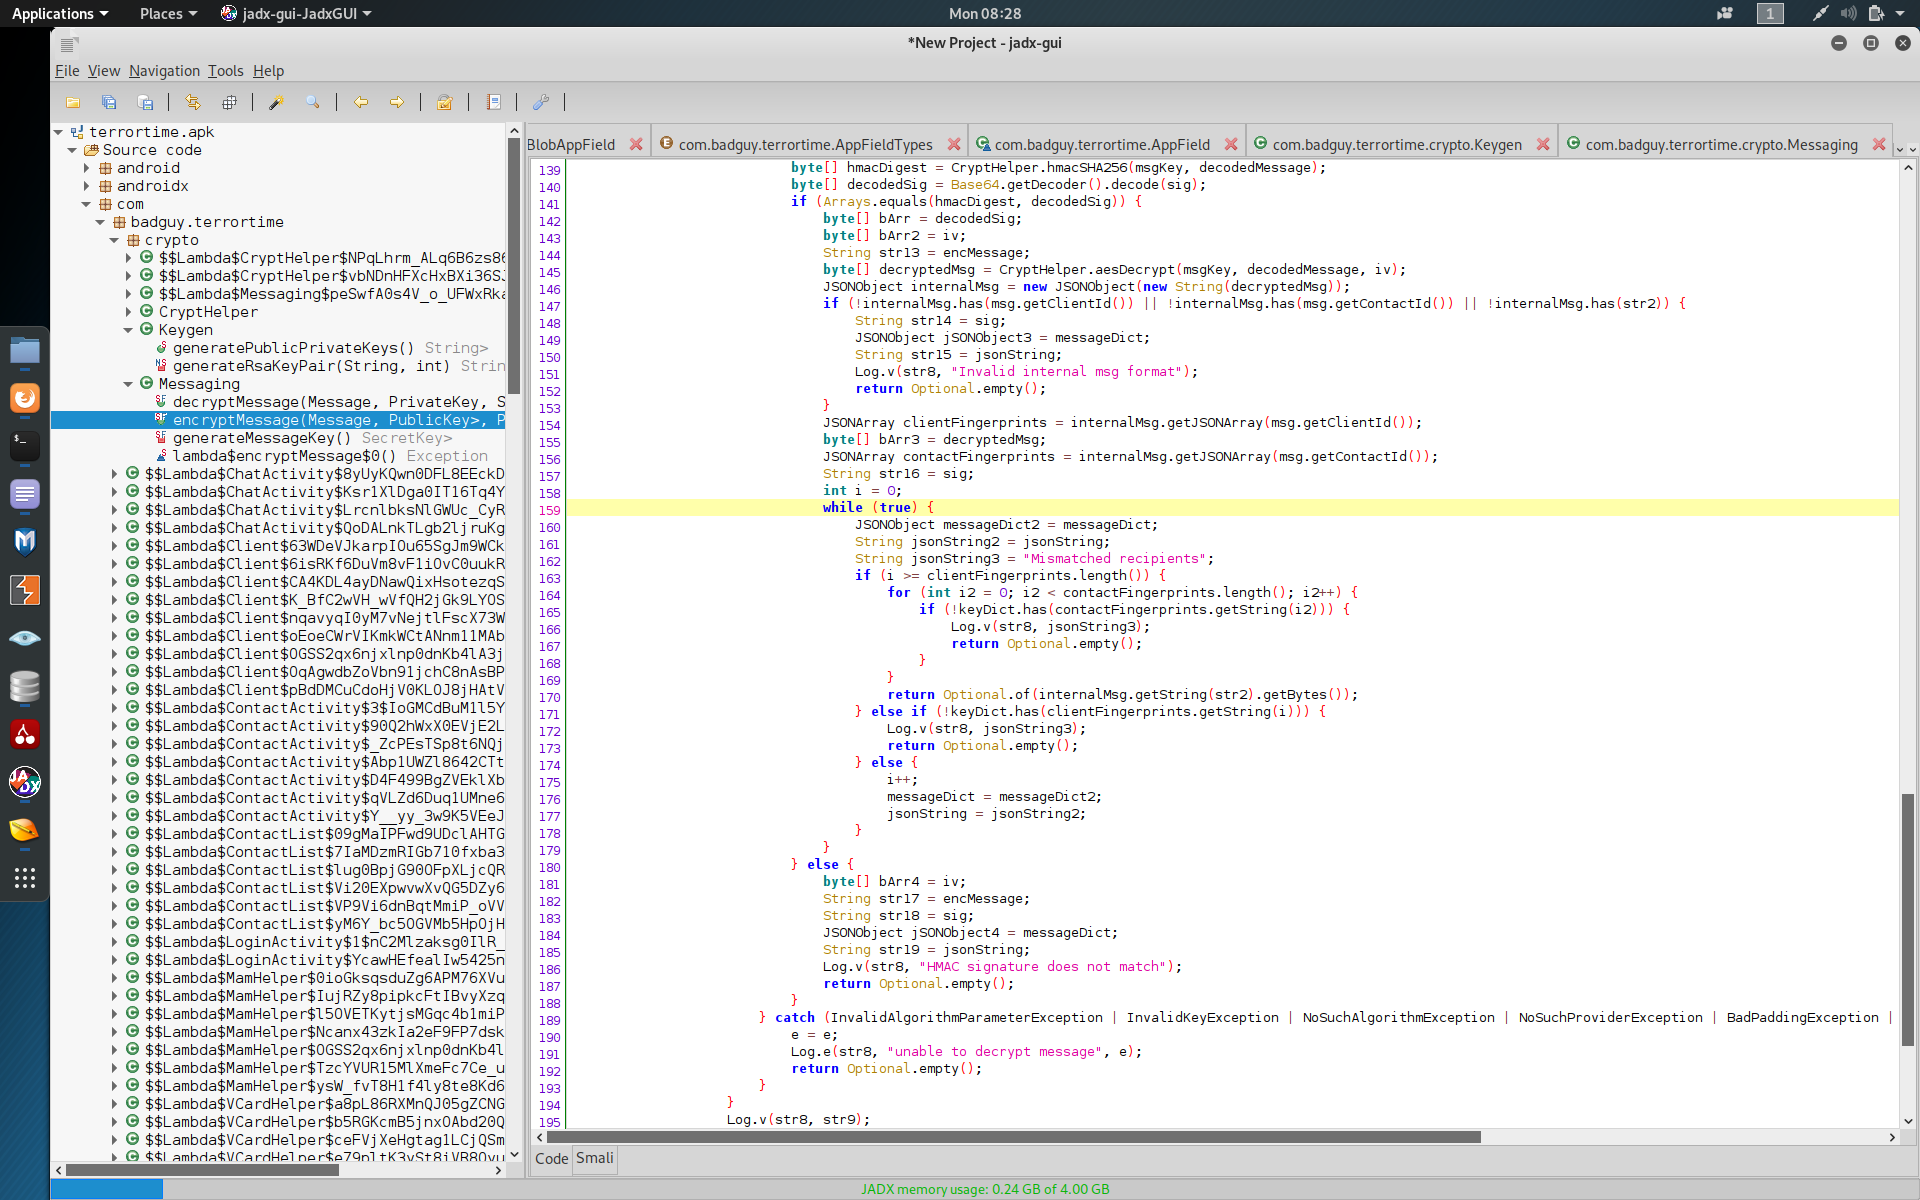 Applications Places jadx-gui-JadxGUI Mon 08:28 1
*New Project - jadx-gui
File View Navigation Tools Help
terrortime.apk
Source code
android
androidx
com
badguy.terrortime
crypto
$$Lambda$CryptHelper$NPqLhrm_ALq6B6zs86
$$Lambda$CryptHelper$vbNDnHFXcHxBXi36SJ
$$Lambda$Messaging$peSwfA0s4V_o_UFWxRka
CryptHelper
Keygen
generatePublicPrivateKeys() String>
generateRsaKeyPair(String, int) Strin
Messaging
decryptMessage(Message, PrivateKey, S
encryptMessage(Message, PublicKey>, P
generateMessageKey() SecretKey>
lambda$encryptMessage$0() Exception
$$Lambda$ChatActivity$8yUyKQwn0DFL8EEckD
$$Lambda$ChatActivity$Ksr1XlDga0IT16Tq4Y
$$Lambda$ChatActivity$LrcnlbksNlGWUc_CyR
$$Lambda$ChatActivity$QoDALnkTLgb2ljruKg
$$Lambda$Client$63WDeVJkarpIOu65SgJm9WCk
$$Lambda$Client$6isRKf6DuVm8vF1iOvC0uukR
$$Lambda$Client$CA4KDL4ayDNawQixHsotezqS
$$Lambda$Client$K_BfC2wVH_wVfQH2jGk9LYOS
$$Lambda$Client$nqavyqI0yM7vNejtlFscX73W
$$Lambda$Client$oEoeCWrVIKmkWCtANnm11MAb
$$Lambda$Client$OGSS2qx6njxlnp0dnKb4lA3j
$$Lambda$Client$OqAgwdbZoVbn91jchC8nAsBP
$$Lambda$Client$pBdDMCuCdoHjV0KLOJ8jHAtV
$$Lambda$ContactActivity$3$IoGMCdBuM1l5Y
$$Lambda$ContactActivity$90Q2hWxX0EVjE2L
$$Lambda$ContactActivity$_ZcPEsTSp8t6NQj
$$Lambda$ContactActivity$Abp1UWZl8642CTt
$$Lambda$ContactActivity$D4F499BgZVEklXb
$$Lambda$ContactActivity$qVLZd6Duq1UMne6
$$Lambda$ContactActivity$Y__yy_3w9K5VEeJ
$$Lambda$ContactList$09gMaIPFwd9UDclAHTG
$$Lambda$ContactList$7IaMDzmRIGb710fxba3
$$Lambda$ContactList$lug0BpjG90OFpXLjcQR
$$Lambda$ContactList$Vi20EXpwvwXvQG5DZy6
$$Lambda$ContactList$VP9Vi6dnBqtMmiP_oVV
$$Lambda$ContactList$yM6Y_bc5OGVMb5HpOjH
$$Lambda$LoginActivity$1$nC2Mlzaksg0IlR_
$$Lambda$LoginActivity$YcawHEfealIw5425n
$$Lambda$MamHelper$0ioGksqsduZg6APM76XVu
$$Lambda$MamHelper$IujRZy8pipkcFtIBvyXzq
$$Lambda$MamHelper$l5OVETKytjsMGqc4b1miP
$$Lambda$MamHelper$Ncanx43zkIa2eF9FP7dsk
$$Lambda$MamHelper$OGSS2qx6njxlnp0dnKb4l
$$Lambda$MamHelper$TzcYVUR15MlXmeFc7Ce_u
$$Lambda$MamHelper$ysW_fvT8H1f4ly8te8Kd6
$$Lambda$VCardHelper$a8pL86RXMnQJ05gZCNG
$$Lambda$VCardHelper$b5RGKcmB5jnxOAbd20Q
$$Lambda$VCardHelper$ceFVjXeHgtag1LCjQSm
BlobAppField com.badguy.terrortime.AppFieldTypes com.badguy.terrortime.AppField com.badguy.terrortime.crypto.Keygen com.badguy.terrortime.crypto.Messaging
139 byte[] hmacDigest = CryptHelper.hmacSHA256(msgKey, decodedMessage);
140 byte[] decodedSig = Base64.getDecoder().decode(sig);
141 if (Arrays.equals(hmacDigest, decodedSig)) {
142 byte[] bArr = decodedSig;
143 byte[] bArr2 = iv;
144 String str13 = encMessage;
145 byte[] decryptedMsg = CryptHelper.aesDecrypt(msgKey, decodedMessage, iv);
146 JSONObject internalMsg = new JSONObject(new String(decryptedMsg));
147 if (!internalMsg.has(msg.getClientId()) || !internalMsg.has(msg.getContactId()) || !internalMsg.has(str2)) {
148 String str14 = sig;
149 JSONObject jSONObject3 = messageDict;
150 String str15 = jsonString;
151 Log.v(str8, "Invalid internal msg format");
152 return Optional.empty();
153 }
154 JSONArray clientFingerprints = internalMsg.getJSONArray(msg.getClientId());
155 byte[] bArr3 = decryptedMsg;
156 JSONArray contactFingerprints = internalMsg.getJSONArray(msg.getContactId());
157 String str16 = sig;
158 int i = 0;
159 while (true) {
160 JSONObject messageDict2 = messageDict;
161 String jsonString2 = jsonString;
162 String jsonString3 = "Mismatched recipients";
163 if (i >= clientFingerprints.length()) {
164 for (int i2 = 0; i2 < contactFingerprints.length(); i2++) {
165 if (!keyDict.has(contactFingerprints.getString(i2))) {
166 Log.v(str8, jsonString3);
167 return Optional.empty();
168 }
169 }
170 return Optional.of(internalMsg.getString(str2).getBytes());
171 } else if (!keyDict.has(clientFingerprints.getString(i))) {
172 Log.v(str8, jsonString3);
173 return Optional.empty();
174 } else {
175 i++;
176 messageDict = messageDict2;
177 jsonString = jsonString2;
178 }
179 }
180 } else {
181 byte[] bArr4 = iv;
182 String str17 = encMessage;
183 String str18 = sig;
184 JSONObject jSONObject4 = messageDict;
185 String str19 = jsonString;
186 Log.v(str8, "HMAC signature does not match");
187 return Optional.empty();
188 }
189 } catch (InvalidAlgorithmParameterException | InvalidKeyException | NoSuchAlgorithmException | NoSuchProviderException | BadPaddingException |
190 e = e;
191 Log.e(str8, "unable to decrypt message", e);
192 return Optional.empty();
193 }
194 }
195 Log.v(str8, str9);
Code Smali
JADX memory usage: 0.24 GB of 4.00 GB